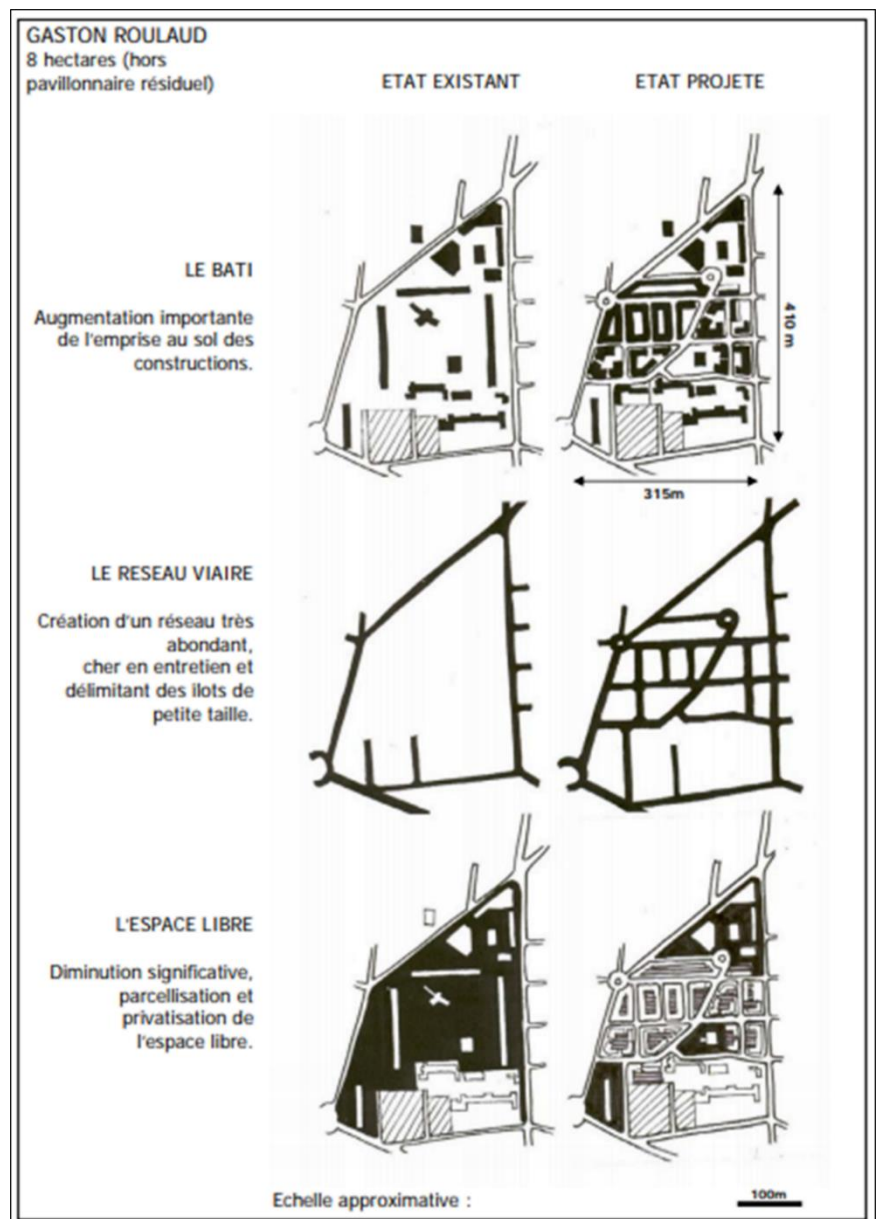 GASTON ROULAUD
8 hectares (hors
pavillonnaire résiduel)
ETAT EXISTANT
ETAT PROJETE
LE BATI
Augmentation importante
de l'emprise au sol des
constructions.
410 m
315m
LE RESEAU VIAIRE
Création d'un réseau très
abondant,
cher en entretien et
délimitant des ilots de
petite taille.
L'ESPACE LIBRE
Diminution significative,
parcellisation et
privatisation de
l'espace libre.
Echelle approximative :
100m